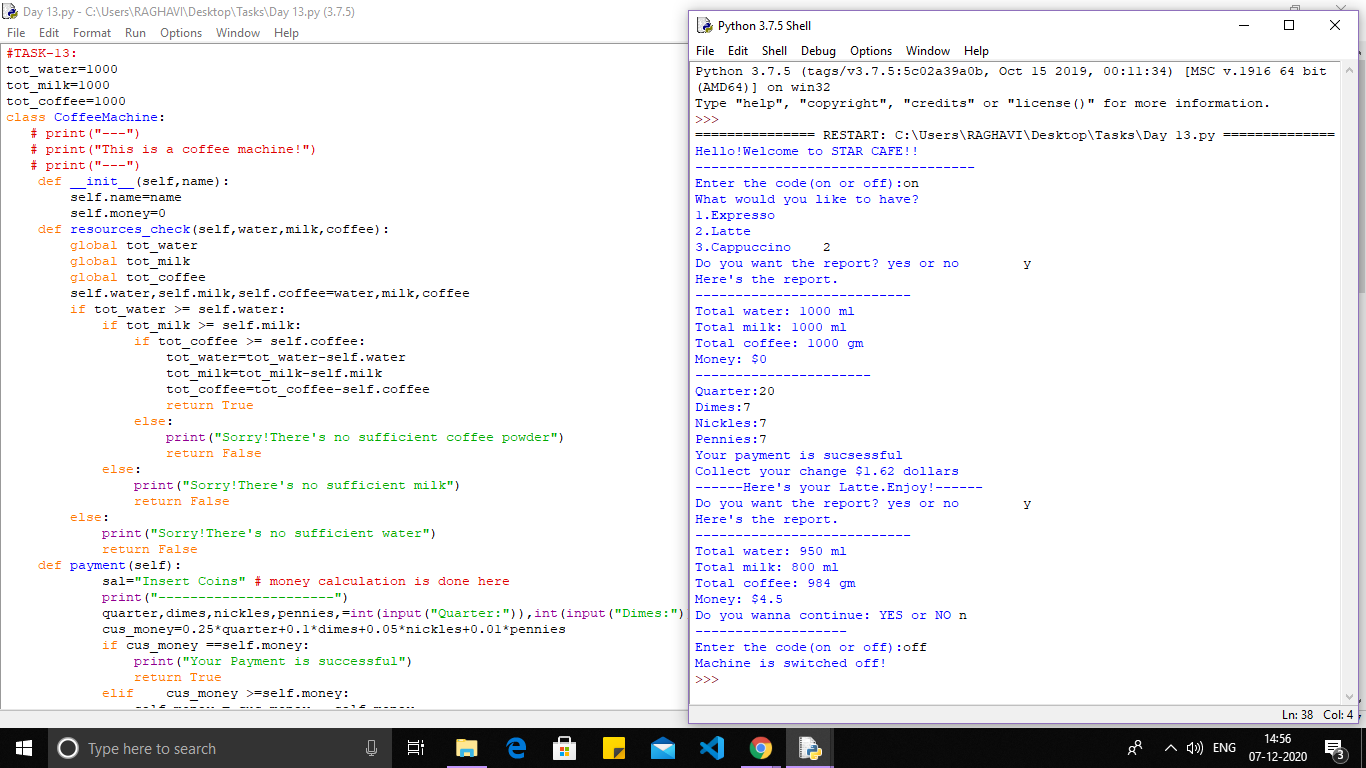 Day 13.py - C:\Users\RAGHAVI\Desktop\Tasks\Day 13.py (3.7.5)
File Edit Format Run Options Window Help
#TASK-13:
tot_water=1000
tot_milk=1000
tot_coffee=1000
class CoffeeMachine:
   # print("---")
   # print("This is a coffee machine!")
   # print("---")
    def __init__(self,name):
        self.name=name
        self.money=0
    def resources_check(self,water,milk,coffee):
        global tot_water
        global tot_milk
        global tot_coffee
        self.water,self.milk,self.coffee=water,milk,coffee
        if tot_water >= self.water:
            if tot_milk >= self.milk:
                if tot_coffee >= self.coffee:
                    tot_water=tot_water-self.water
                    tot_milk=tot_milk-self.milk
                    tot_coffee=tot_coffee-self.coffee
                    return True
                else:
                    print("Sorry!There's no sufficient coffee powder")
                    return False
            else:
                print("Sorry!There's no sufficient milk")
                return False
        else:
            print("Sorry!There's no sufficient water")
            return False
    def payment(self):
            sal="Insert Coins" # money calculation is done here
            print("----------------------")
            quarter,dimes,nickles,pennies,=int(input("Quarter:")),int(input("Dimes:")
            cus_money=0.25*quarter+0.1*dimes+0.05*nickles+0.01*pennies
            if cus_money ==self.money:
                print("Your Payment is successful")
                return True
            elif    cus_money >=self.money:
Python 3.7.5 Shell
File Edit Shell Debug Options Window Help
Python 3.7.5 (tags/v3.7.5:5c02a39a0b, Oct 15 2019, 00:11:34) [MSC v.1916 64 bit
(AMD64)] on win32
Type "help", "copyright", "credits" or "license()" for more information.
>>>
=============== RESTART: C:\Users\RAGHAVI\Desktop\Tasks\Day 13.py ==============
Hello!Welcome to STAR CAFE!!
-----------------------------------
Enter the code(on or off):on
What would you like to have?
1.Expresso
2.Latte
3.Cappuccino    2
Do you want the report? yes or no        y
Here's the report.
---------------------------
Total water: 1000 ml
Total milk: 1000 ml
Total coffee: 1000 gm
Money: $0
----------------------
Quarter:20
Dimes:7
Nickles:7
Pennies:7
Your payment is sucsessful
Collect your change $1.62 dollars
------Here's your Latte.Enjoy!------
Do you want the report? yes or no        y
Here's the report.
---------------------------
Total water: 950 ml
Total milk: 800 ml
Total coffee: 984 gm
Money: $4.5
Do you wanna continue: YES or NO n
-------------------
Enter the code(on or off):off
Machine is switched off!
>>>
Ln: 38 Col: 4
Type here to search
ENG
14:56
07-12-2020
3